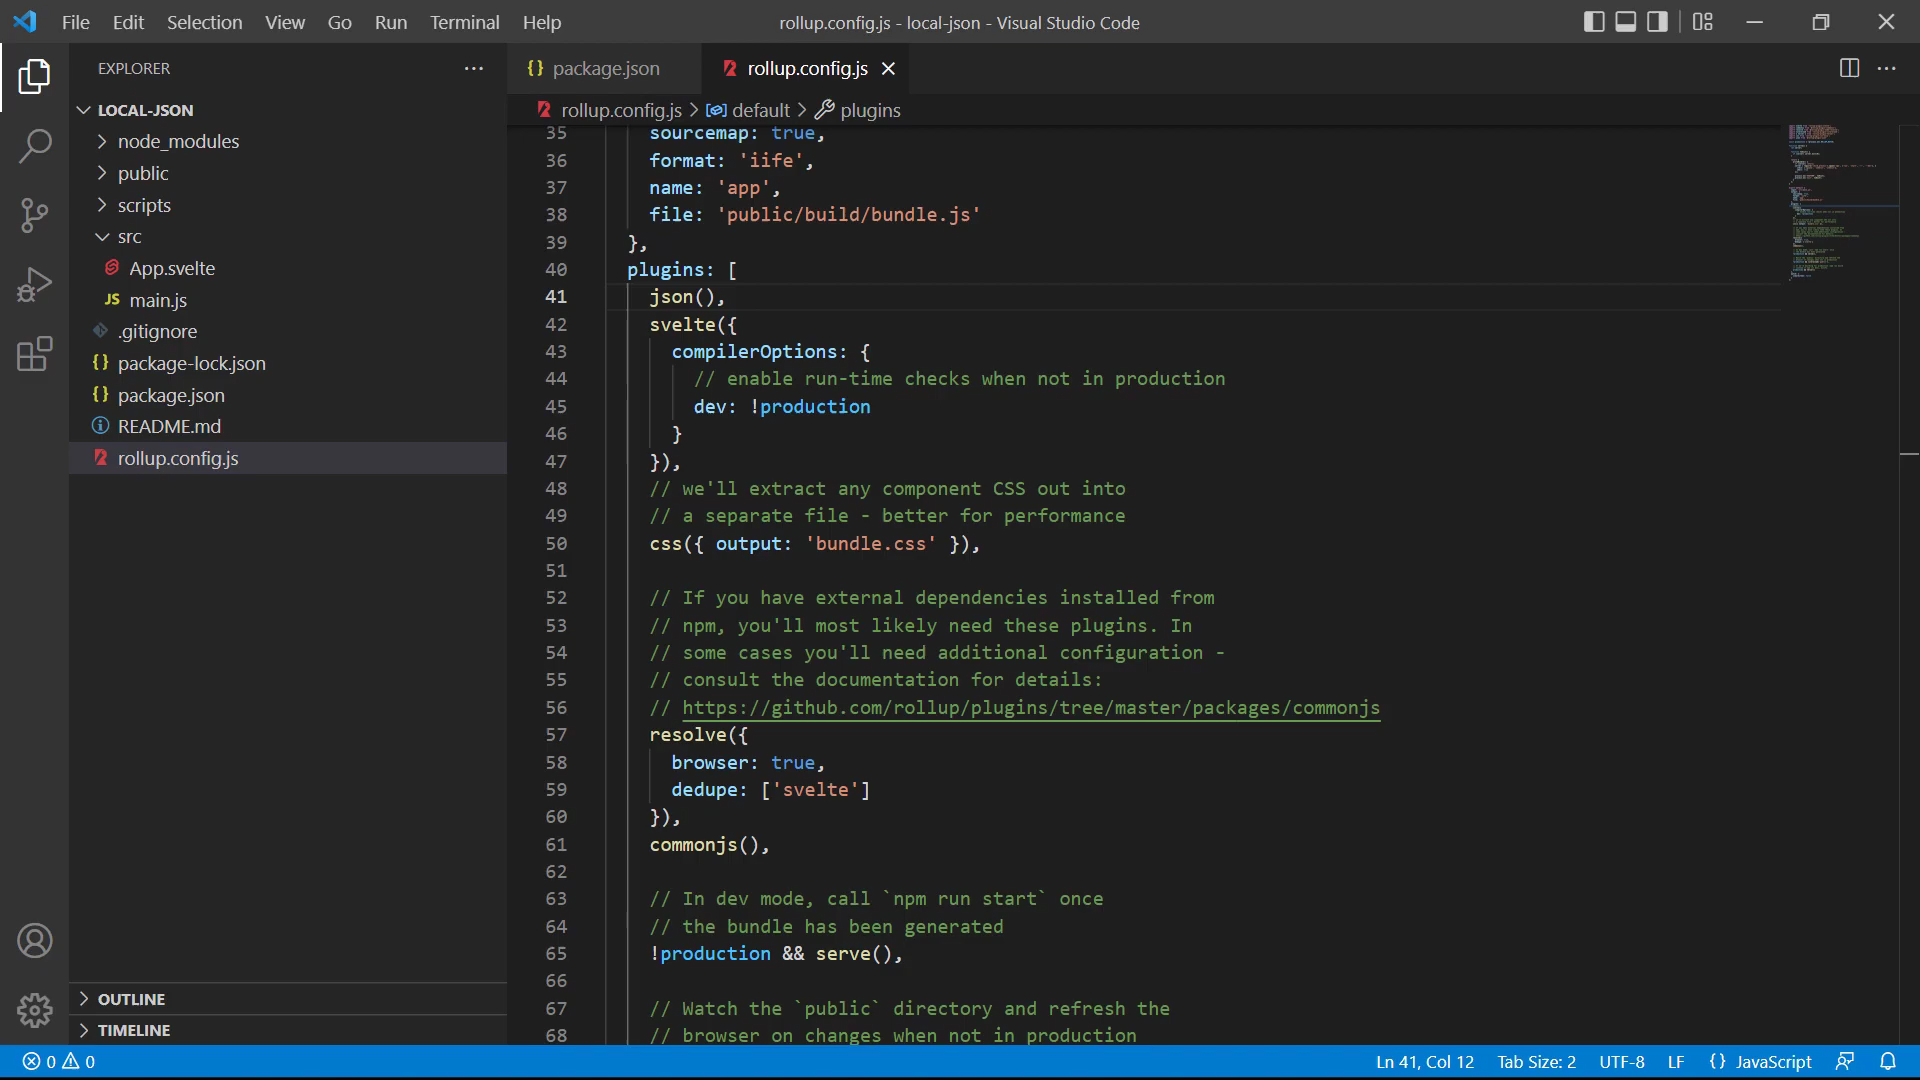 File Edit Selection View Go Run Terminal Help
rollup.config.js - local-json - Visual Studio Code
EXPLORER
LOCAL-JSON
node_modules
public
scripts
src
App.svelte
JS main.js
.gitignore
{} package-lock.json
{} package.json
README.md
rollup.config.js
OUTLINE
TIMELINE
{} package.json
rollup.config.js
rollup.config.js > default > plugins
35 sourcemap: true,
36 format: 'iife',
37 name: 'app',
38 file: 'public/build/bundle.js'
39 },
40 plugins: [
41 json(),
42 svelte({
43 compilerOptions: {
44 // enable run-time checks when not in production
45 dev: !production
46 }
47 }),
48 // we'll extract any component CSS out into
49 // a separate file - better for performance
50 css({ output: 'bundle.css' }),
51
52 // If you have external dependencies installed from
53 // npm, you'll most likely need these plugins. In
54 // some cases you'll need additional configuration -
55 // consult the documentation for details:
56 // https://github.com/rollup/plugins/tree/master/packages/commonjs
57 resolve({
58 browser: true,
59 dedupe: ['svelte']
60 }),
61 commonjs(),
62
63 // In dev mode, call `npm run start` once
64 // the bundle has been generated
65 !production && serve(),
66
67 // Watch the `public` directory and refresh the
68 // browser on changes when not in production
0 0
Ln 41, Col 12 Tab Size: 2 UTF-8 LF {} JavaScript